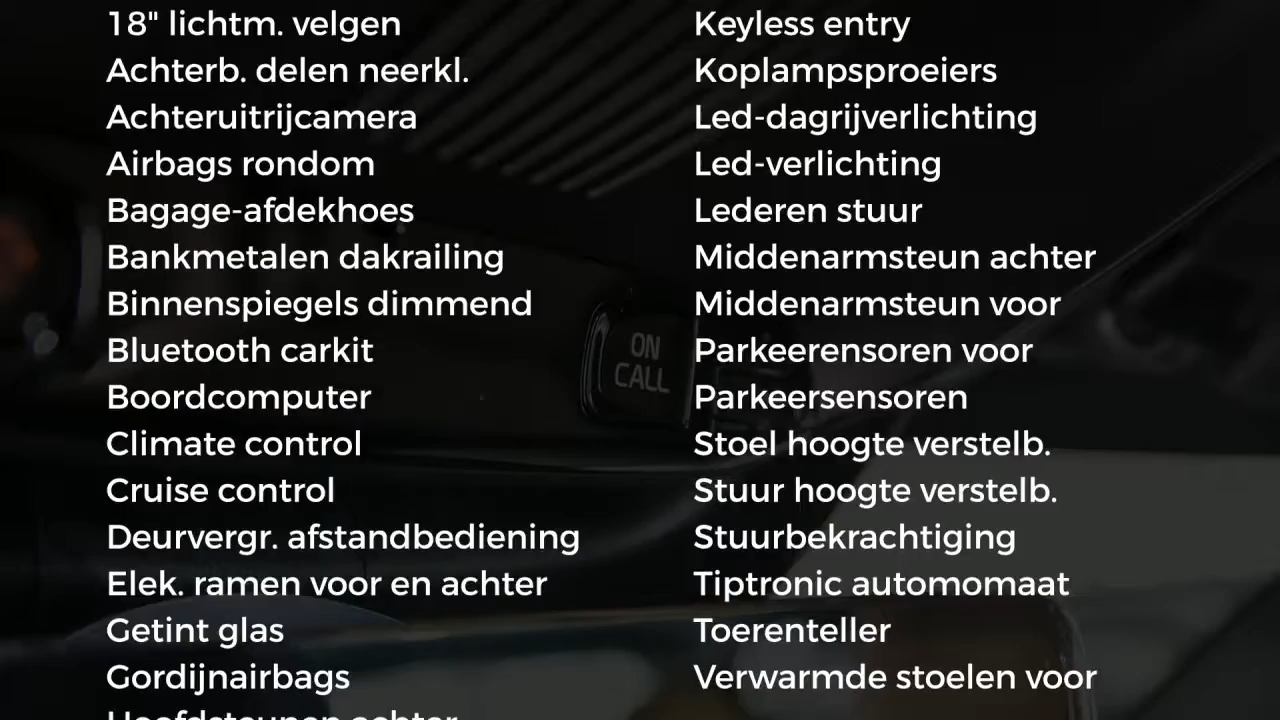 18" lichtm. velgen
Achterb. delen neerkl.
Achteruitrijcamera
Airbags rondom
Bagage-afdekhoes
Bankmetalen dakrailing
Binnenspiegels dimmend
Bluetooth carkit
Boordcomputer
Climate control
Cruise control
Deurvergr. afstandbediening
Elek. ramen voor en achter
Getint glas
Gordijnairbags
Hoofdsteunen achter
Keyless entry
Koplampsproeiers
Led-dagrijverlichting
Led-verlichting
Lederen stuur
Middenarmsteun achter
Middenarmsteun voor
Parkeerensoren voor
Parkeersensoren
Stoel hoogte verstelb.
Stuur hoogte verstelb.
Stuurbekrachtiging
Tiptronic automomaat
Toerenteller
Verwarmde stoelen voor
ON
CALL